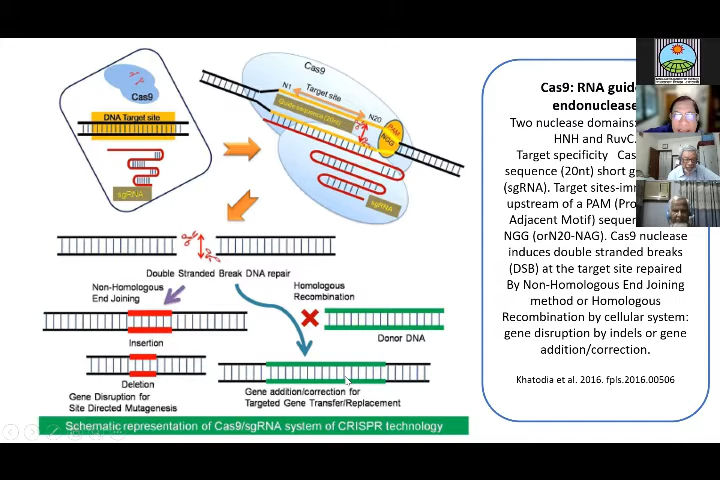 Cas9
DNA Target site
sgRNA
Cas9
N1
Target site
Guide sequence (20nt)
N20
PAM
NGG
sgRNA
Double Stranded Break DNA repair
Non-Homologous
End Joining
Homologous
Recombination
Insertion
Donor DNA
Deletion
Gene Disruption for
Site Directed Mutagenesis
Gene addition/correction for
Targeted Gene Transfer/Replacement
Schematic representation of Cas9/sgRNA system of CRISPR technology
Cas9: RNA guide
endonuclease
Two nuclease domains:
HNH and RuvC.
Target specificity Cas
sequence (20nt) short g
(sgRNA). Target sites-im
upstream of a PAM (Pro
Adjacent Motif) sequen
NGG (orN20-NAG). Cas9 nuclease
induces double stranded breaks
(DSB) at the target site repaired
By Non-Homologous End Joining
method or Homologous
Recombination by cellular system:
gene disruption by indels or gene
addition/correction.
Khatodia et al. 2016. fpls.2016.00506